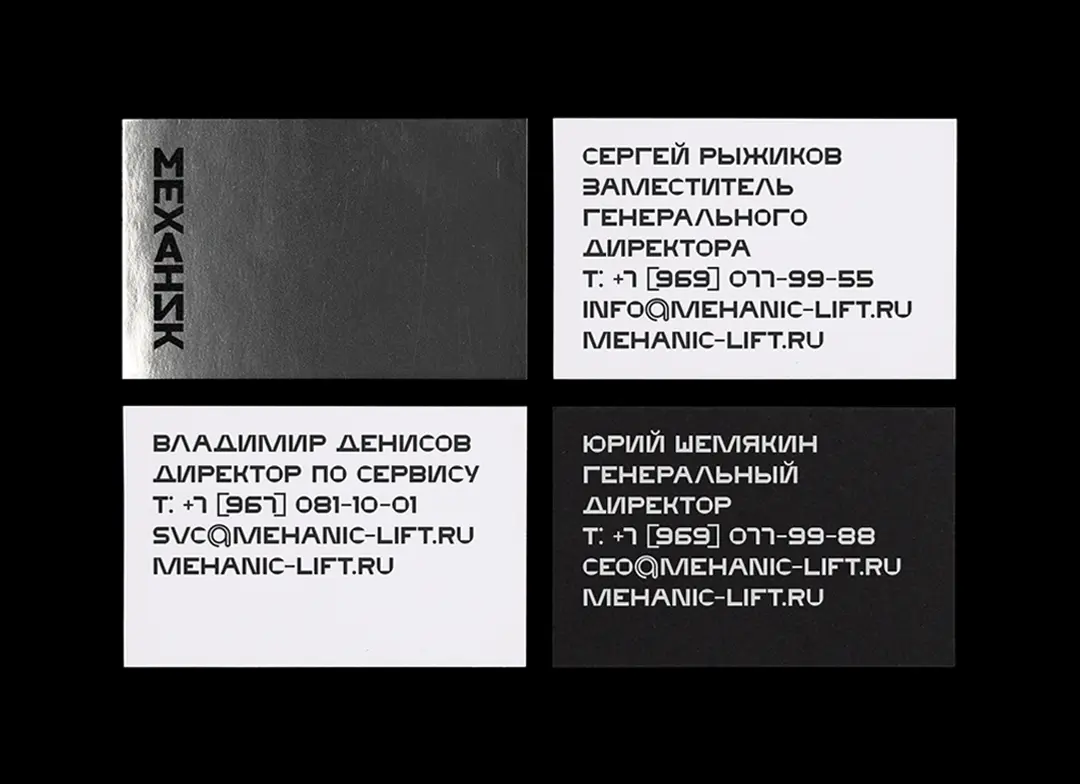 МЕХАНИК
СЕРГЕЙ РЫЖИКОВ
ЗАМЕСТИТЕЛЬ
ГЕНЕРАЛЬНОГО
ДИРЕКТОРА
Т: +7 [969] 077-99-55
INFO@MEHANIC-LIFT.RU
MEHANIC-LIFT.RU
ВЛАДИМИР ДЕНИСОВ
ДИРЕКТОР ПО СЕРВИСУ
Т: +7 [967] 081-10-01
SVC@MEHANIC-LIFT.RU
MEHANIC-LIFT.RU
ЮРИЙ ШЕМЯКИН
ГЕНЕРАЛЬНЫЙ
ДИРЕКТОР
Т: +7 [969] 077-99-88
CEO@MEHANIC-LIFT.RU
MEHANIC-LIFT.RU